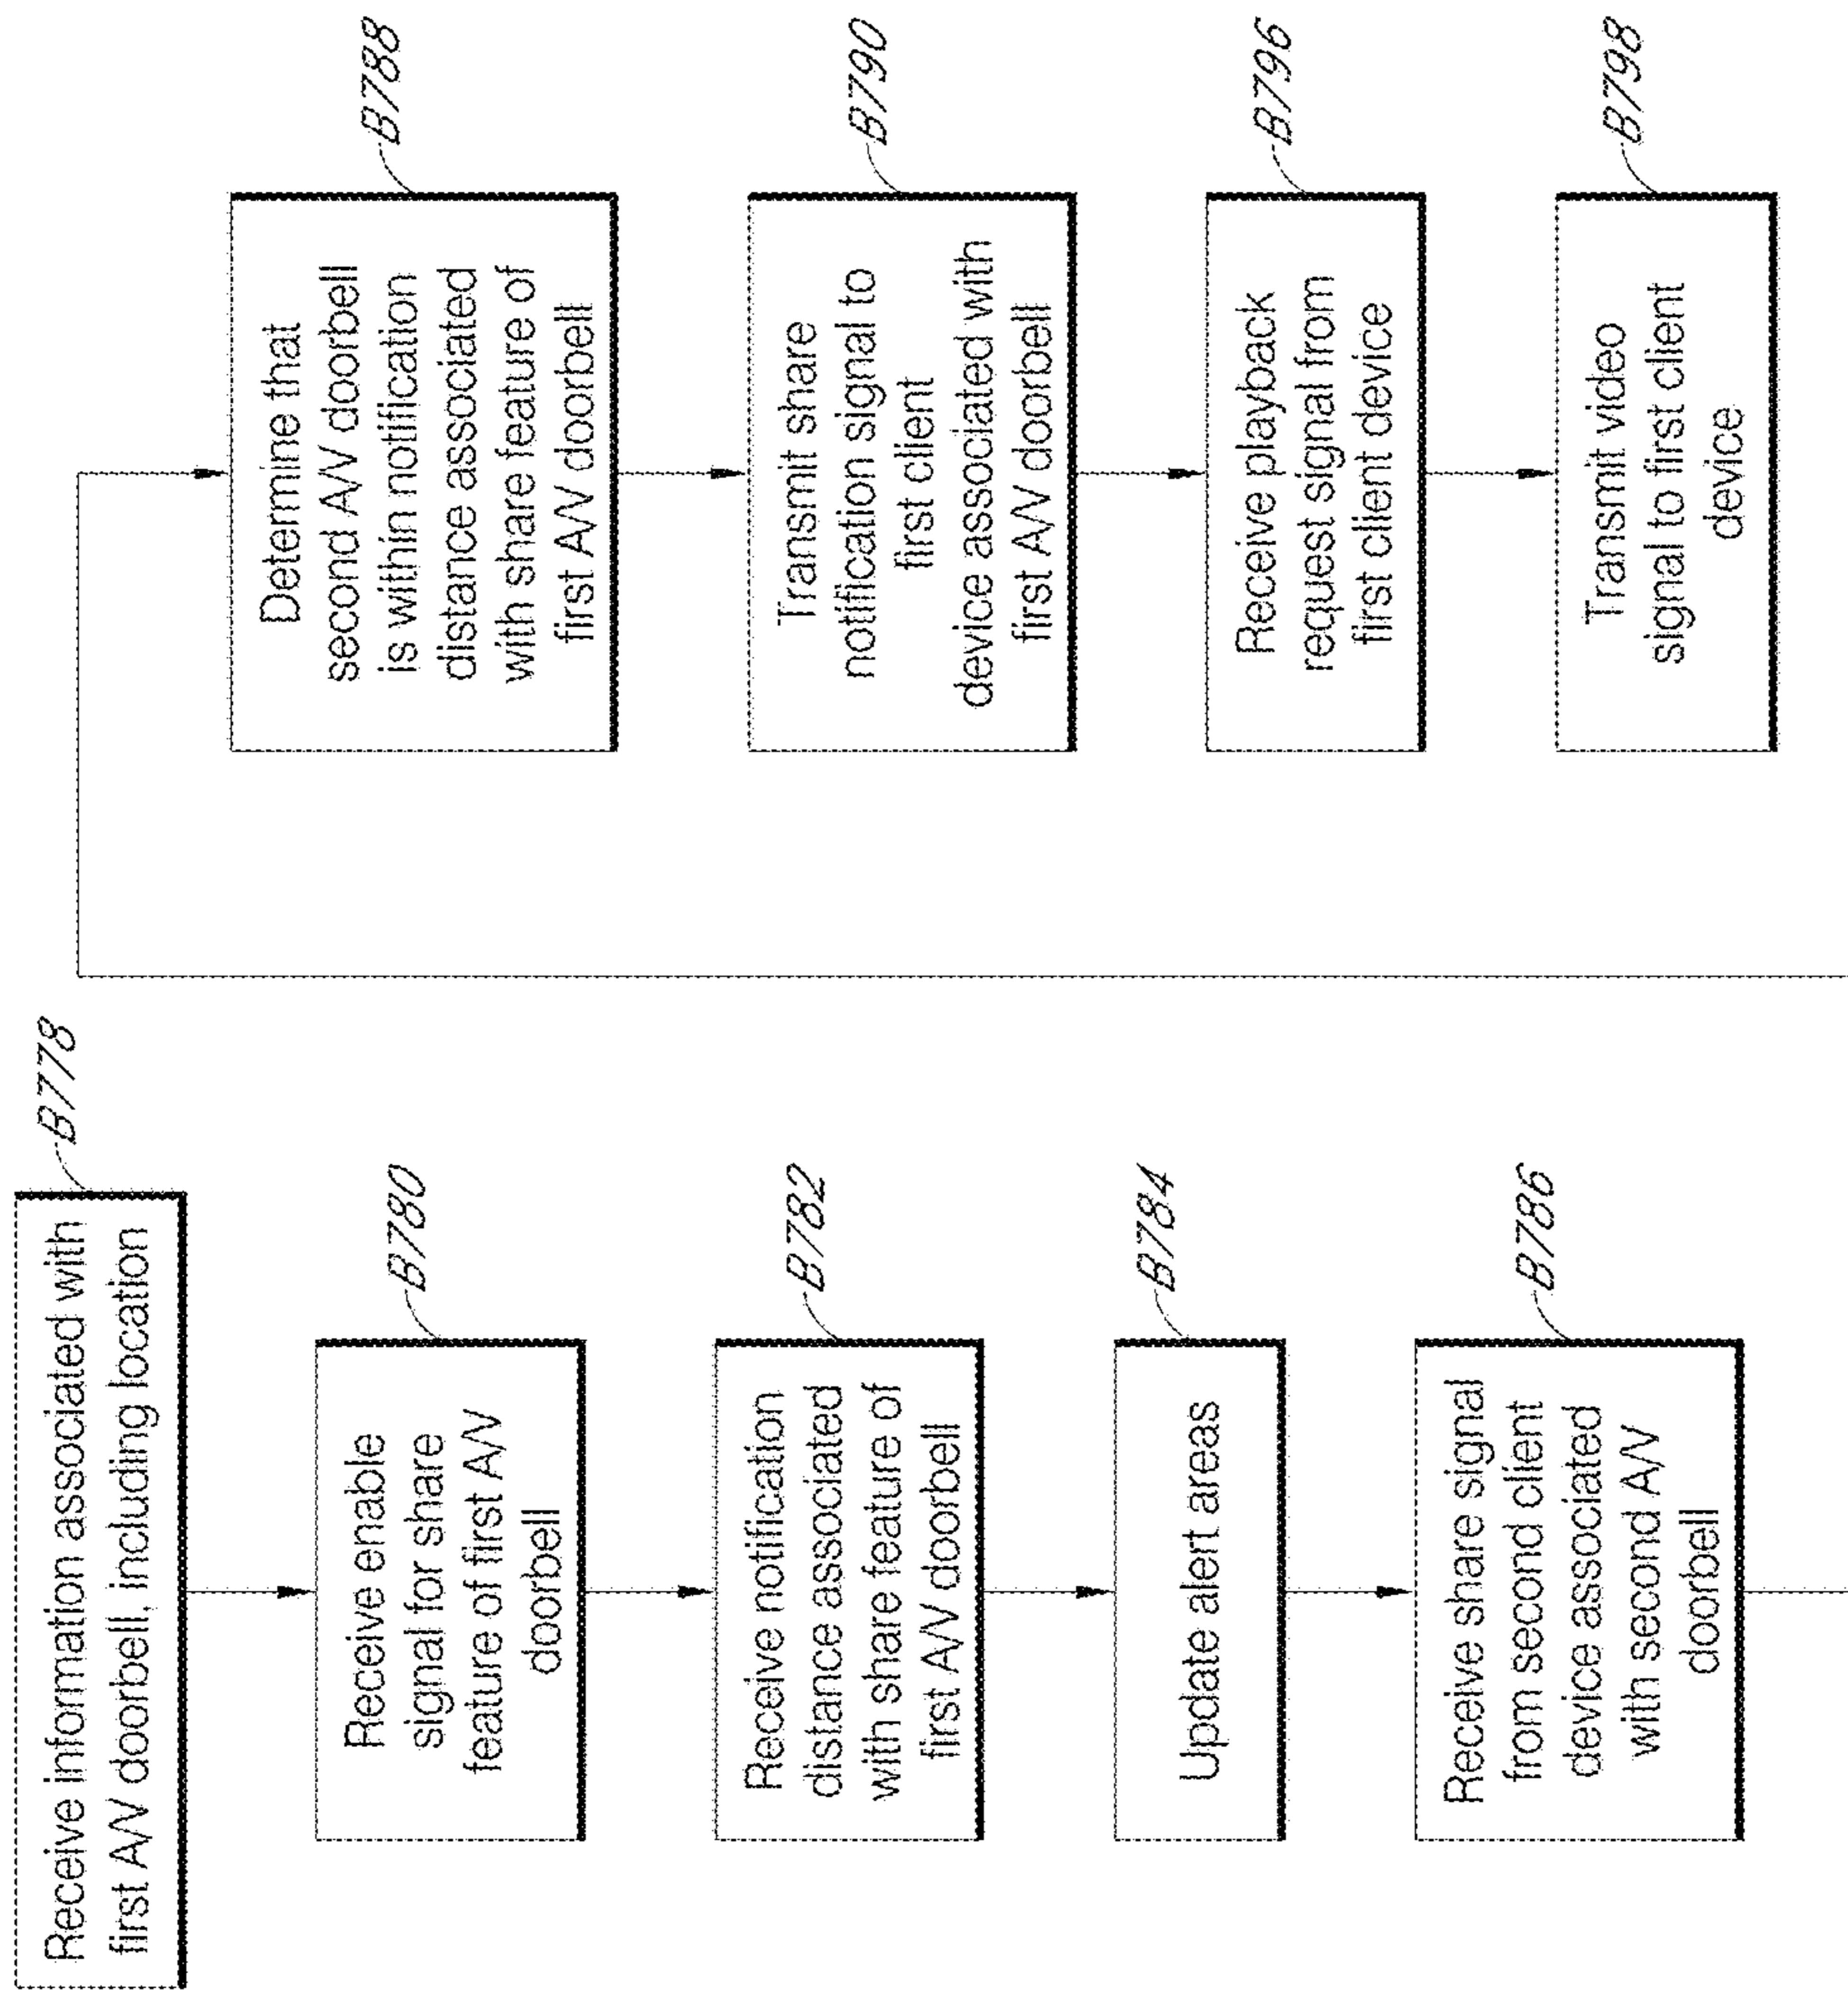 Receive information associated with
first A/V doorbell, including location
B778
Receive enable
signal for share
feature of first A/V
doorbell
B780
Receive notification
distance associated
with share feature of
first A/V doorbell
B782
Update alert areas
B784
Receive share signal
from second client
device associated
with second A/V
doorbell
B786
Determine that
second A/V doorbell
is within notification
distance associated
with share feature of
first A/V doorbell
B788
Transmit share
notification signal to
first client
device associated with
first A/V doorbell
B790
Receive playback
request signal from
first client device
B796
Transmit video
signal to first client
device
B798